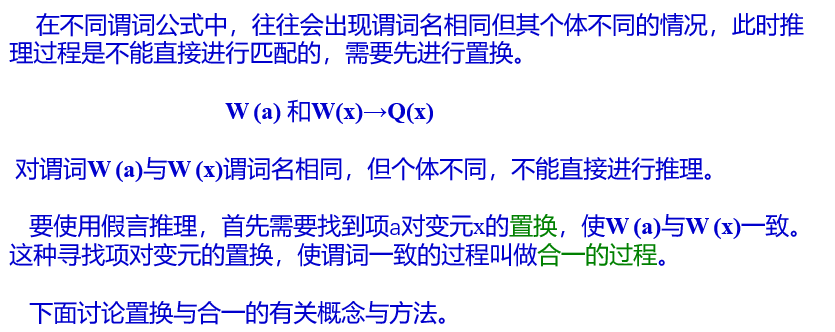 在不同谓词公式中，往往会出现谓词名相同但其个体不同的情况，此时推
理过程是不能直接进行匹配的，需要先进行置换。
W (a) 和W(x)→Q(x)
对谓词W (a)与W (x)谓词名相同，但个体不同，不能直接进行推理。
要使用假言推理，首先需要找到项a对变元x的置换，使W (a)与W (x)一致。
这种寻找项对变元的置换，使谓词一致的过程叫做合一的过程。
下面讨论置换与合一的有关概念与方法。